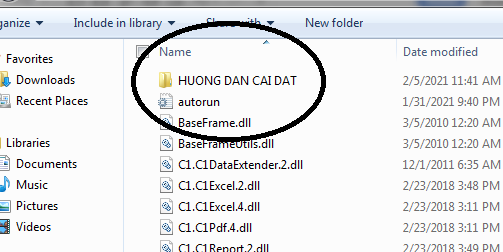 rganize Include in library Share with New folder
Name
Favorites
Downloads
Recent Places
Libraries
Documents
Music
Pictures
Videos
HUONG DAN CAI DAT 2/5/2021 11:41 AM
autorun 1/31/2021 9:40 PM
BaseFrame.dll 3/5/2010 12:20 AM
BaseFrameUtils.dll 3/5/2010 12:20 AM
C1.C1DataExtender.2.dll 12/1/2011 6:35 AM
C1.C1Excel.2.dll 2/23/2018 3:48 PM
C1.C1Excel.4.dll 2/23/2018 3:11 PM
C1.C1Pdf.4.dll 2/23/2018 3:11 PM
C1.C1Report.2.dll 2/23/2018 3:48 PM